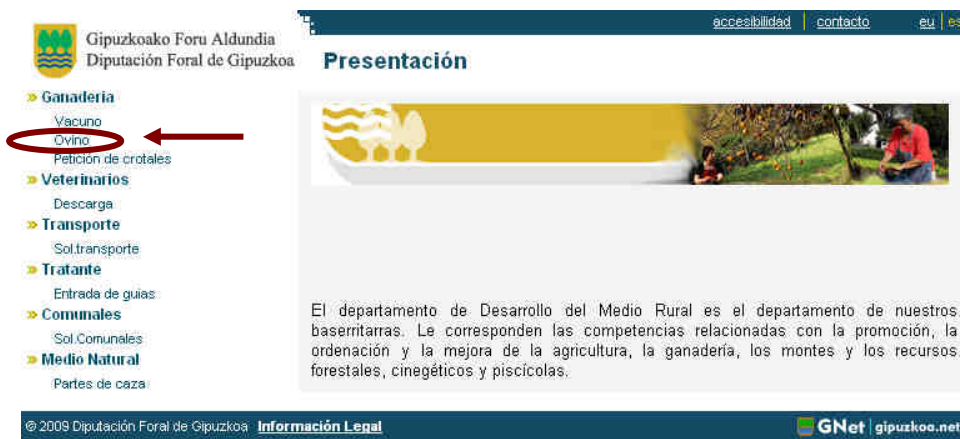 accesibilidad contacto eu es
Gipuzkoako Foru Aldundia
Diputación Foral de Gipuzkoa
Presentación
» Ganaderia
Vacuno
Ovino
Petición de crotales
» Veterinarios
Descarga
» Transporte
Sol.transporte
» Tratante
Entrada de guias
» Comunales
Sol.Comunales
» Medio Natural
Partes de caza
El departamento de Desarrollo del Medio Rural es el departamento de nuestros
baserritarras. Le corresponden las competencias relacionadas con la promoción, la
ordenación y la mejora de la agricultura, la ganadería, los montes y los recursos
forestales, cinegéticos y piscícolas.
© 2009 Diputación Foral de Gipuzkoa Información Legal
GNet gipuzkoa.net